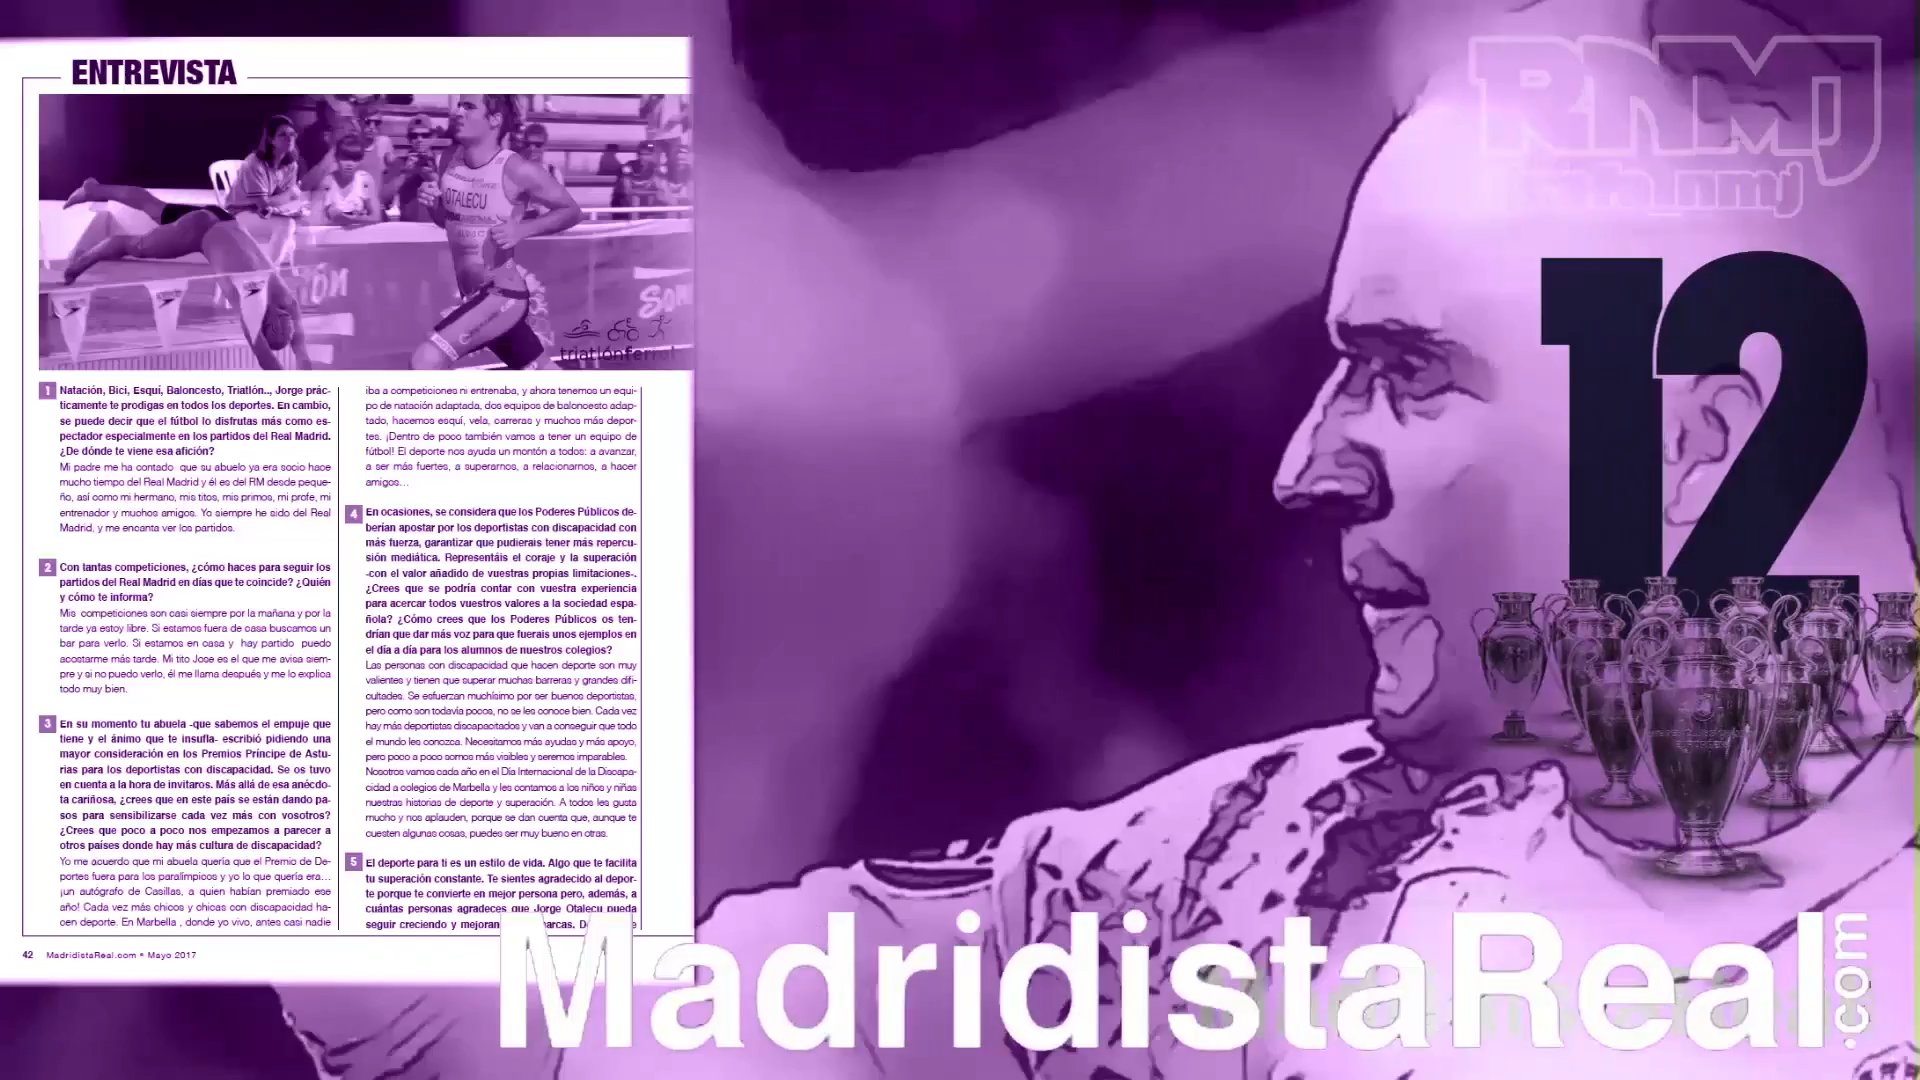 ENTREVISTA
OTALECU
triatlónferrol
1 Natación, Bici, Esquí, Baloncesto, Triatlón.., Jorge prác-
ticamente te prodigas en todos los deportes. En cambio,
se puede decir que el fútbol lo disfrutas más como es-
pectador especialmente en los partidos del Real Madrid.
¿De dónde te viene esa afición?
Mi padre me ha contado que su abuelo ya era socio hace
mucho tiempo del Real Madrid y él es del RM desde peque-
ño, así como mi hermano, mis titos, mis primos, mi profe, mi
entrenador y muchos amigos. Yo siempre he sido del Real
Madrid, y me encanta ver los partidos.
2 Con tantas competiciones, ¿cómo haces para seguir los
partidos del Real Madrid en días que te coincide? ¿Quién
y cómo te informa?
Mis competiciones son casi siempre por la mañana y por la
tarde ya estoy libre. Si estamos fuera de casa buscamos un
bar para verlo. Si estamos en casa y hay partido puedo
acostarme más tarde. Mi tito Jose es el que me avisa siem-
pre y si no puedo verlo, él me llama después y me lo explica
todo muy bien.
3 En su momento tu abuela -que sabemos el empuje que
tiene y el ánimo que te insufla- escribió pidiendo una
mayor consideración en los Premios Príncipe de Astu-
rias para los deportistas con discapacidad. Se os tuvo
en cuenta a la hora de invitaros. Más allá de esa anécdo-
ta cariñosa, ¿crees que en este país se están dando pa-
sos para sensibilizarse cada vez más con vosotros?
¿Crees que poco a poco nos empezamos a parecer a
otros países donde hay más cultura de discapacidad?
Yo me acuerdo que mi abuela quería que el Premio de De-
portes fuera para los paralímpicos y yo lo que quería era...
¡un autógrafo de Casillas, a quien habían premiado ese
año! Cada vez más chicos y chicas con discapacidad ha-
cen deporte. En Marbella , donde yo vivo, antes casi nadie
iba a competiciones ni entrenaba, y ahora tenemos un equi-
po de natación adaptada, dos equipos de baloncesto adap-
tado, hacemos esquí, vela, carreras y muchos más depor-
tes. ¡Dentro de poco también vamos a tener un equipo de
fútbol! El deporte nos ayuda un montón a todos: a avanzar,
a ser más fuertes, a superarnos, a relacionarnos, a hacer
amigos...
4 En ocasiones, se considera que los Poderes Públicos de-
berían apostar por los deportistas con discapacidad con
más fuerza, garantizar que pudierais tener más repercu-
sión mediática. Representáis el coraje y la superación
-con el valor añadido de vuestras propias limitaciones-.
¿Crees que se podría contar con vuestra experiencia
para acercar todos vuestros valores a la sociedad espa-
ñola? ¿Cómo crees que los Poderes Públicos os ten-
drían que dar más voz para que fuerais unos ejemplos en
el día a día para los alumnos de nuestros colegios?
Las personas con discapacidad que hacen deporte son muy
valientes y tienen que superar muchas barreras y grandes difi-
cultades. Se esfuerzan muchísimo por ser buenos deportistas,
pero como son todavía pocos, no se les conoce bien. Cada vez
hay más deportistas discapacitados y van a conseguir que todo
el mundo les conozca. Necesitamos más ayudas y más apoyo,
pero poco a poco somos más visibles y seremos imparables.
Nosotros vamos cada año en el Día Internacional de la Discapa-
cidad a colegios de Marbella y les contamos a los niños y niñas
nuestras historias de deporte y superación. A todos les gusta
mucho y nos aplauden, porque se dan cuenta que, aunque te
cuesten algunas cosas, puedes ser muy bueno en otras.
5 El deporte para ti es un estilo de vida. Algo que te facilita
tu superación constante. Te sientes agradecido al depor-
te porque te convierte en mejor persona pero, además, a
cuántas personas agradeces que Jorge Otalecu pueda
seguir creciendo y mejoran
42 MadridistaReal.com • Mayo 2017
RNMJ
12
MadridistaReal
.com